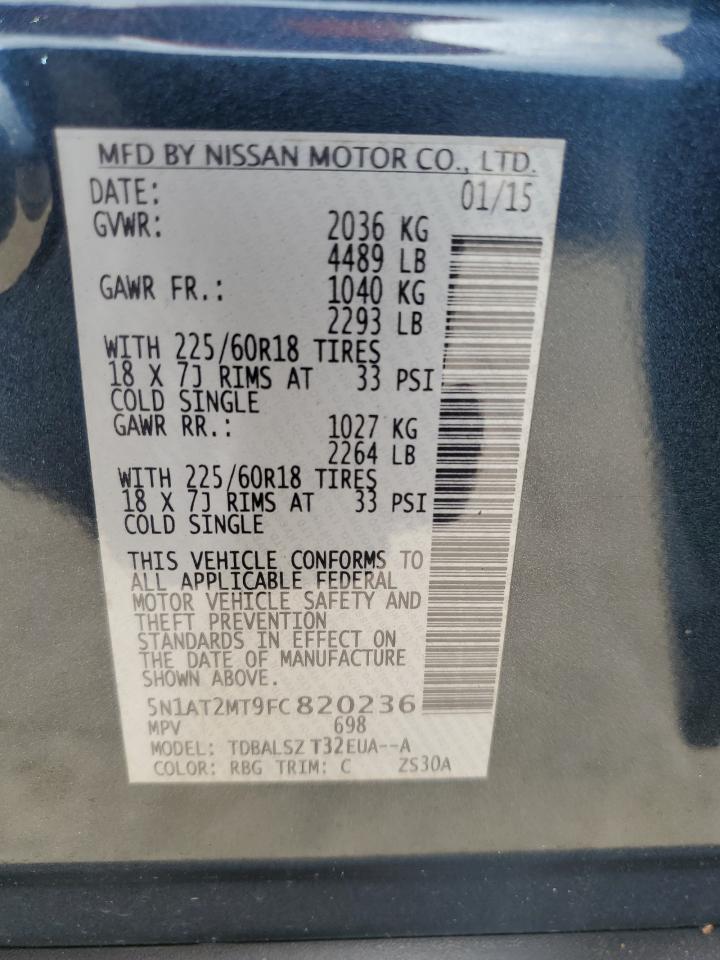 MFD BY NISSAN MOTOR CO., LTD.
DATE: 01/15
GVWR: 2036 KG
4489 LB
GAWR FR.: 1040 KG
2293 LB
WITH 225/60R18 TIRES
18 X 7J RIMS AT 33 PSI
COLD SINGLE
GAWR RR.: 1027 KG
2264 LB
WITH 225/60R18 TIRES
18 X 7J RIMS AT 33 PSI
COLD SINGLE
THIS VEHICLE CONFORMS TO
ALL APPLICABLE FEDERAL
MOTOR VEHICLE SAFETY AND
THEFT PREVENTION
STANDARDS IN EFFECT ON
THE DATE OF MANUFACTURE
SHOWN ABOVE.
5N1AT2MT9FC820236
MPV 698
MODEL: TDBALSZ T32EUA--A
COLOR: RBG TRIM: C ZS30A